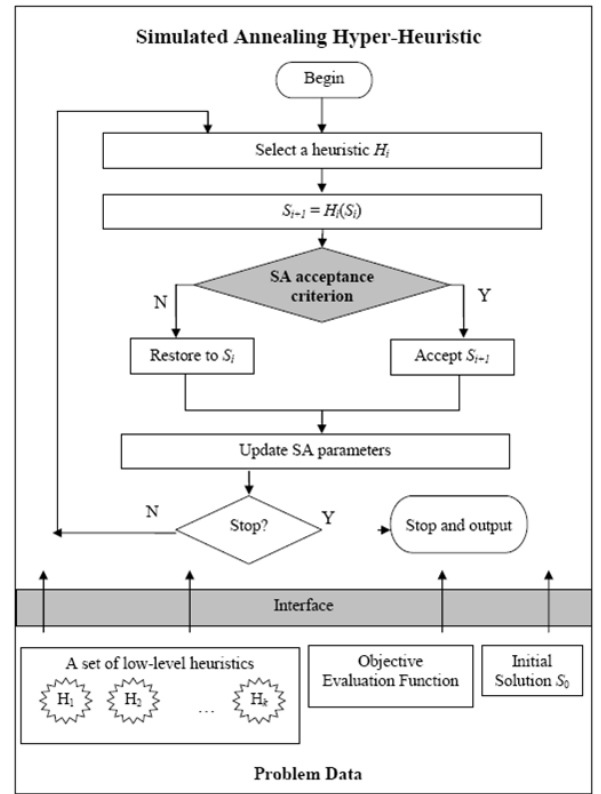 Simulated Annealing Hyper-Heuristic
Begin
Select a heuristic Hi
Si+1 = Hi(Si)
SA acceptance
criterion
N
Y
Restore to Si
Accept Si+1
Update SA parameters
N
Stop?
Y
Stop and output
Interface
A set of low-level heuristics
H1 H2 ... Hk
Objective
Evaluation Function
Initial
Solution S0
Problem Data